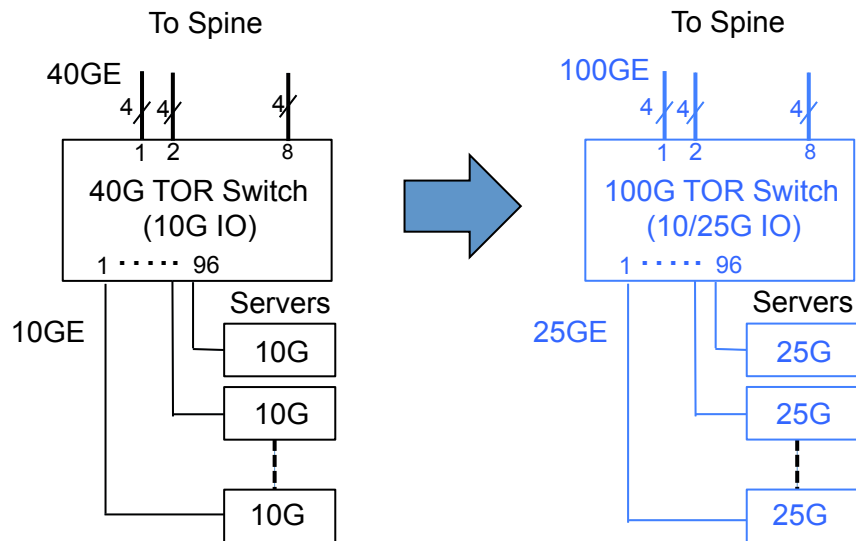 To Spine
40GE
4 4 4
1 2 8
40G TOR Switch
(10G IO)
1 ····· 96
Servers
10GE
10G
10G
10G
To Spine
100GE
4 4 4
1 2 8
100G TOR Switch
(10/25G IO)
1 ····· 96
Servers
25GE
25G
25G
25G